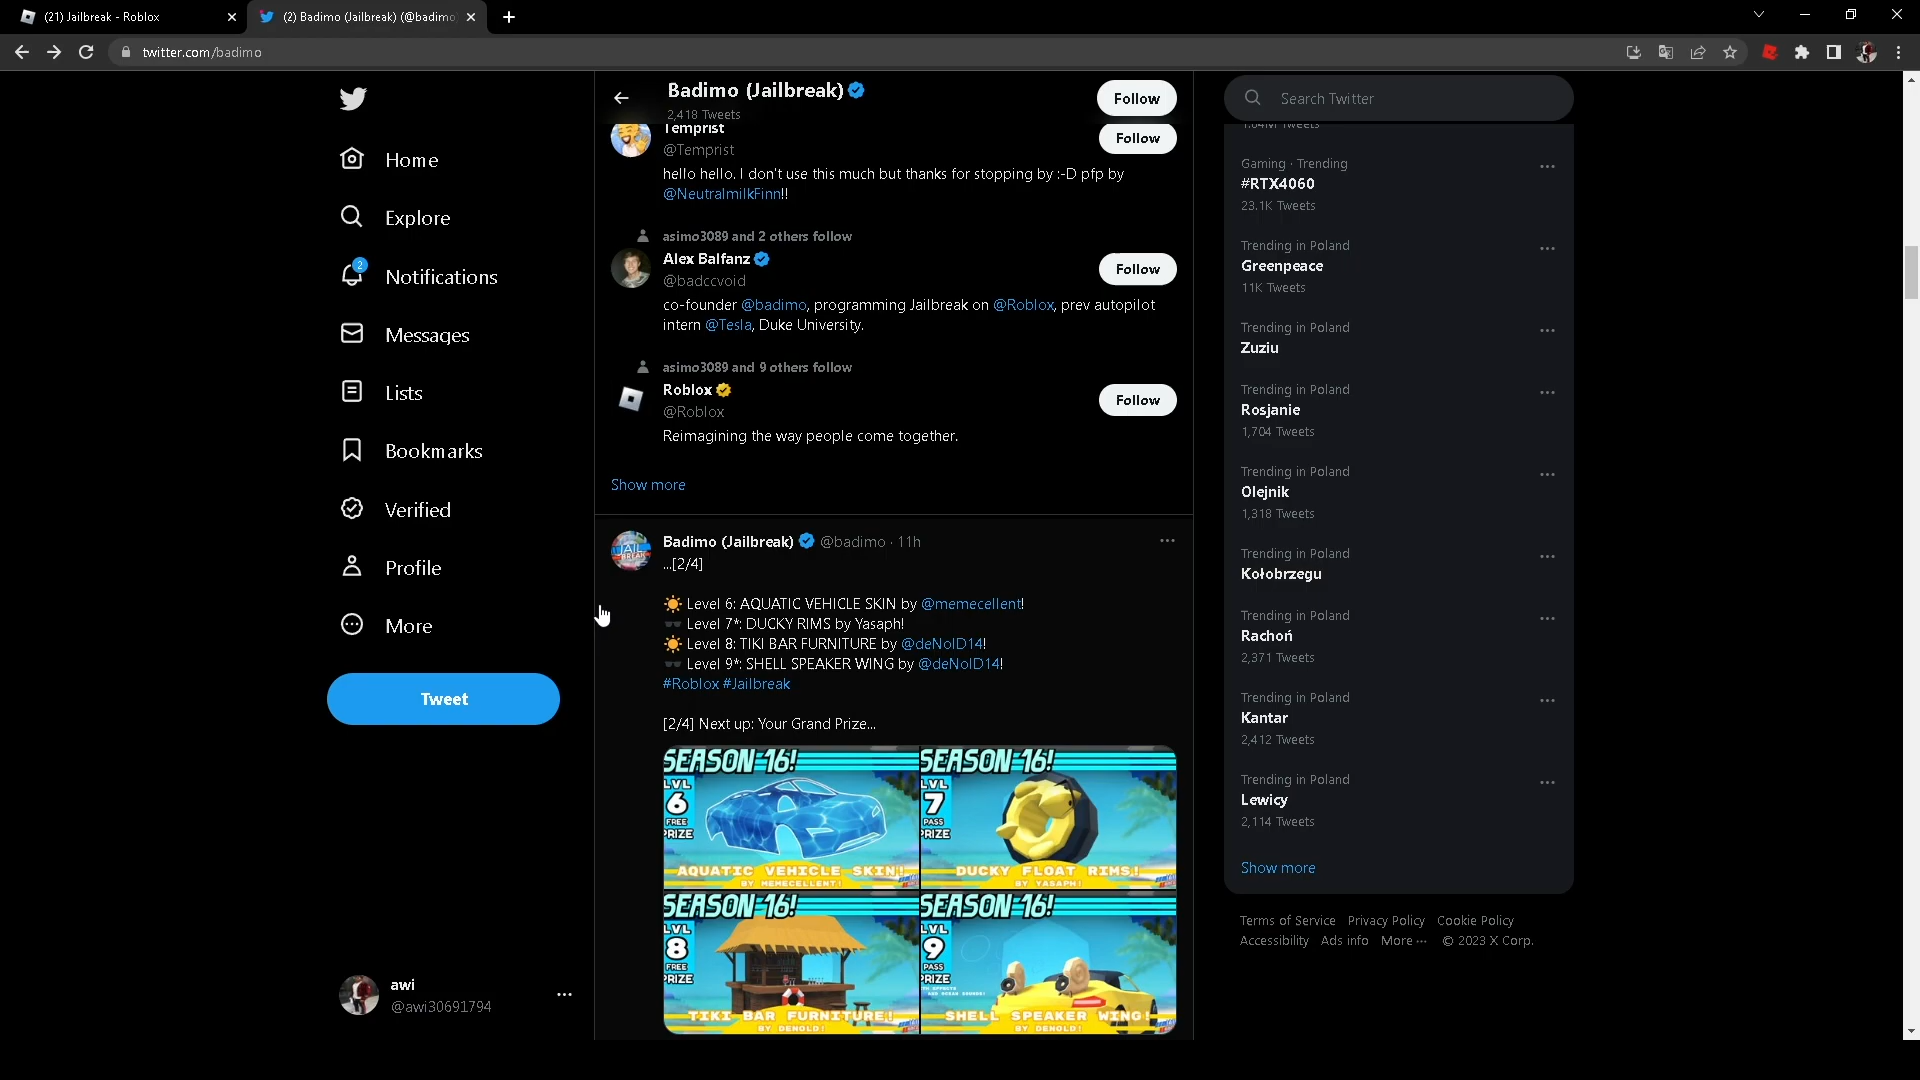 (21) Jailbreak - Roblox
(2) Badimo (Jailbreak) (@badimo
twitter.com/badimo
Home
Explore
2
Notifications
Messages
Lists
Bookmarks
Verified
Profile
More
Tweet
awi
@awi30691794
Badimo (Jailbreak)
2,418 Tweets
Follow
Temprist
@Temprist
Follow
hello hello. I don't use this much but thanks for stopping by :-D pfp by
@NeutralmilkFinn!!
asimo3089 and 2 others follow
Alex Balfanz
@badccvoid
Follow
co-founder @badimo, programming Jailbreak on @Roblox, prev autopilot
intern @Tesla, Duke University.
asimo3089 and 9 others follow
Roblox
@Roblox
Follow
Reimagining the way people come together.
Show more
Badimo (Jailbreak) @badimo · 11h
...[2/4]
☀️ Level 6: AQUATIC VEHICLE SKIN by @memecellent!
🕶️ Level 7*: DUCKY RIMS by Yasaph!
☀️ Level 8: TIKI BAR FURNITURE by @deNolD14!
🕶️ Level 9*: SHELL SPEAKER WING by @deNolD14!
#Roblox #Jailbreak
[2/4] Next up: Your Grand Prize...
SEASON 16!
LVL
6
FREE
PRIZE
AQUATIC VEHICLE SKIN!
BY MEMECELLENT!
SEASON 16!
LVL
7
PASS
PRIZE
DUCKY FLOAT RIMS!
BY YASAPH!
SEASON 16!
LVL
8
FREE
PRIZE
TIKI BAR FURNITURE!
BY DENOLD!
SEASON 16!
LVL
9
PASS
PRIZE
SHELL SPEAKER WING!
BY DENOLD!
Search Twitter
1.64M Tweets
Gaming · Trending
#RTX4060
23.1K Tweets
Trending in Poland
Greenpeace
11K Tweets
Trending in Poland
Zuziu
Trending in Poland
Rosjanie
1,704 Tweets
Trending in Poland
Olejnik
1,318 Tweets
Trending in Poland
Kołobrzegu
Trending in Poland
Rachoń
2,371 Tweets
Trending in Poland
Kantar
2,412 Tweets
Trending in Poland
Lewicy
2,114 Tweets
Show more
Terms of Service Privacy Policy Cookie Policy
Accessibility Ads info More ··· © 2023 X Corp.